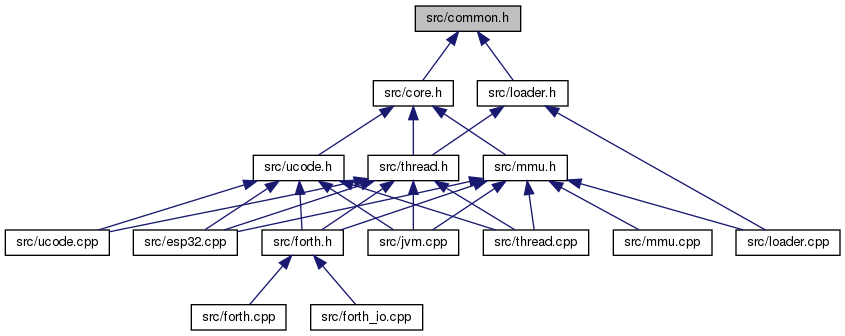 src/common.h
src/core.h
src/loader.h
src/ucode.h
src/thread.h
src/mmu.h
src/ucode.cpp
src/esp32.cpp
src/forth.h
src/jvm.cpp
src/thread.cpp
src/mmu.cpp
src/loader.cpp
src/forth.cpp
src/forth_io.cpp